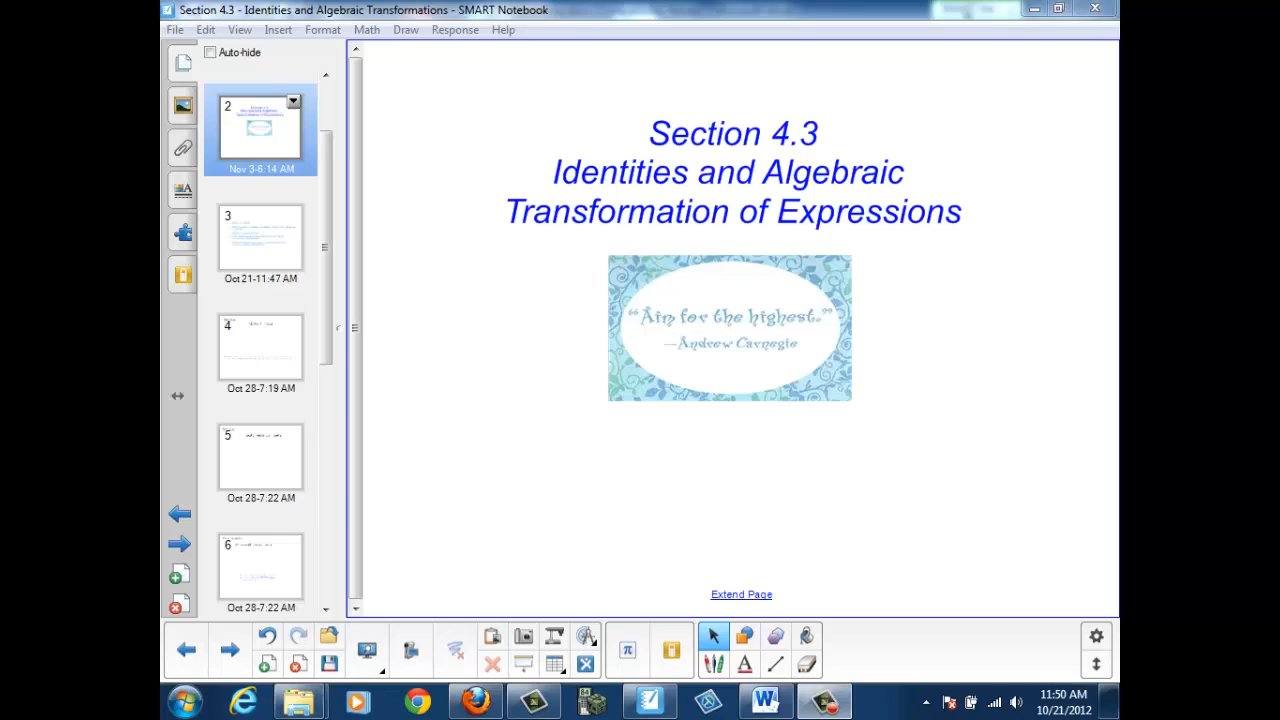 Section 4.3 - Identities and Algebraic Transformations - SMART Notebook
File Edit View Insert Format Math Draw Response Help
Auto-hide
2
Nov 3-6:14 AM
3
Oct 21-11:47 AM
4
Oct 28-7:19 AM
5
Oct 28-7:22 AM
6
Oct 28-7:22 AM
Section 4.3
Identities and Algebraic
Transformation of Expressions
“Aim for the highest.”
—Andrew Carnegie
Extend Page
11:50 AM
10/21/2012